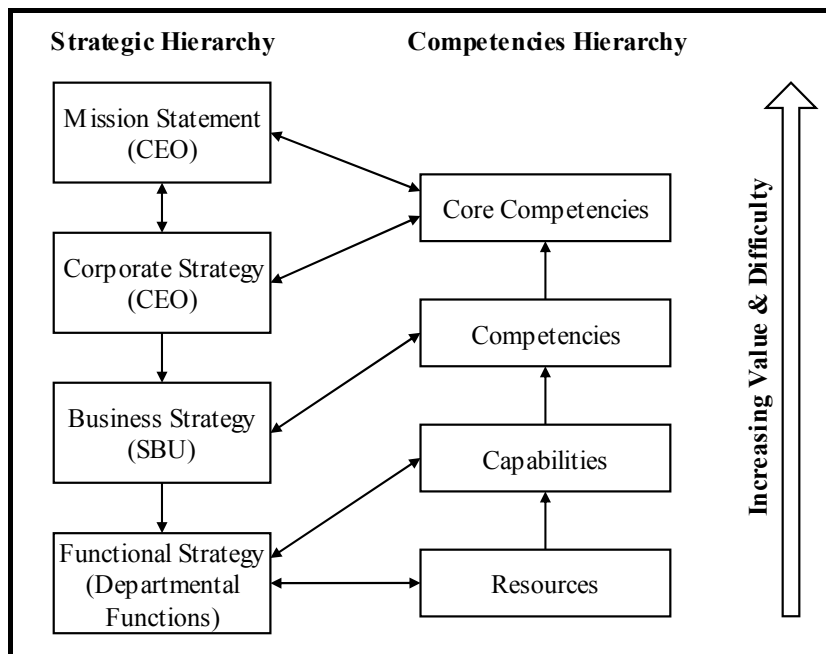 Strategic Hierarchy
Competencies Hierarchy
Mission Statement
(CEO)
Core Competencies
Corporate Strategy
(CEO)
Competencies
Business Strategy
(SBU)
Capabilities
Functional Strategy
(Departmental
Functions)
Resources
Increasing Value & Difficulty